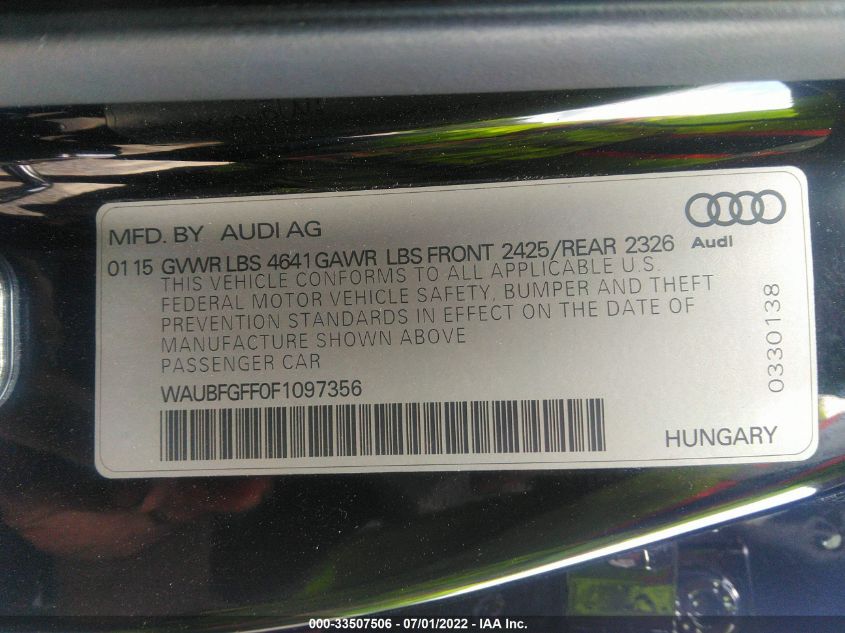 MFD. BY AUDI AG
Audi
01 15 GVWR LBS 4641 GAWR LBS FRONT 2425/REAR 2326
THIS VEHICLE CONFORMS TO ALL APPLICABLE U.S.
FEDERAL MOTOR VEHICLE SAFETY, BUMPER AND THEFT
PREVENTION STANDARDS IN EFFECT ON THE DATE OF
MANUFACTURE SHOWN ABOVE
PASSENGER CAR
0330138
WAUBFGFF0F1097356
HUNGARY
000-33507506 - 07/01/2022 - IAA Inc.